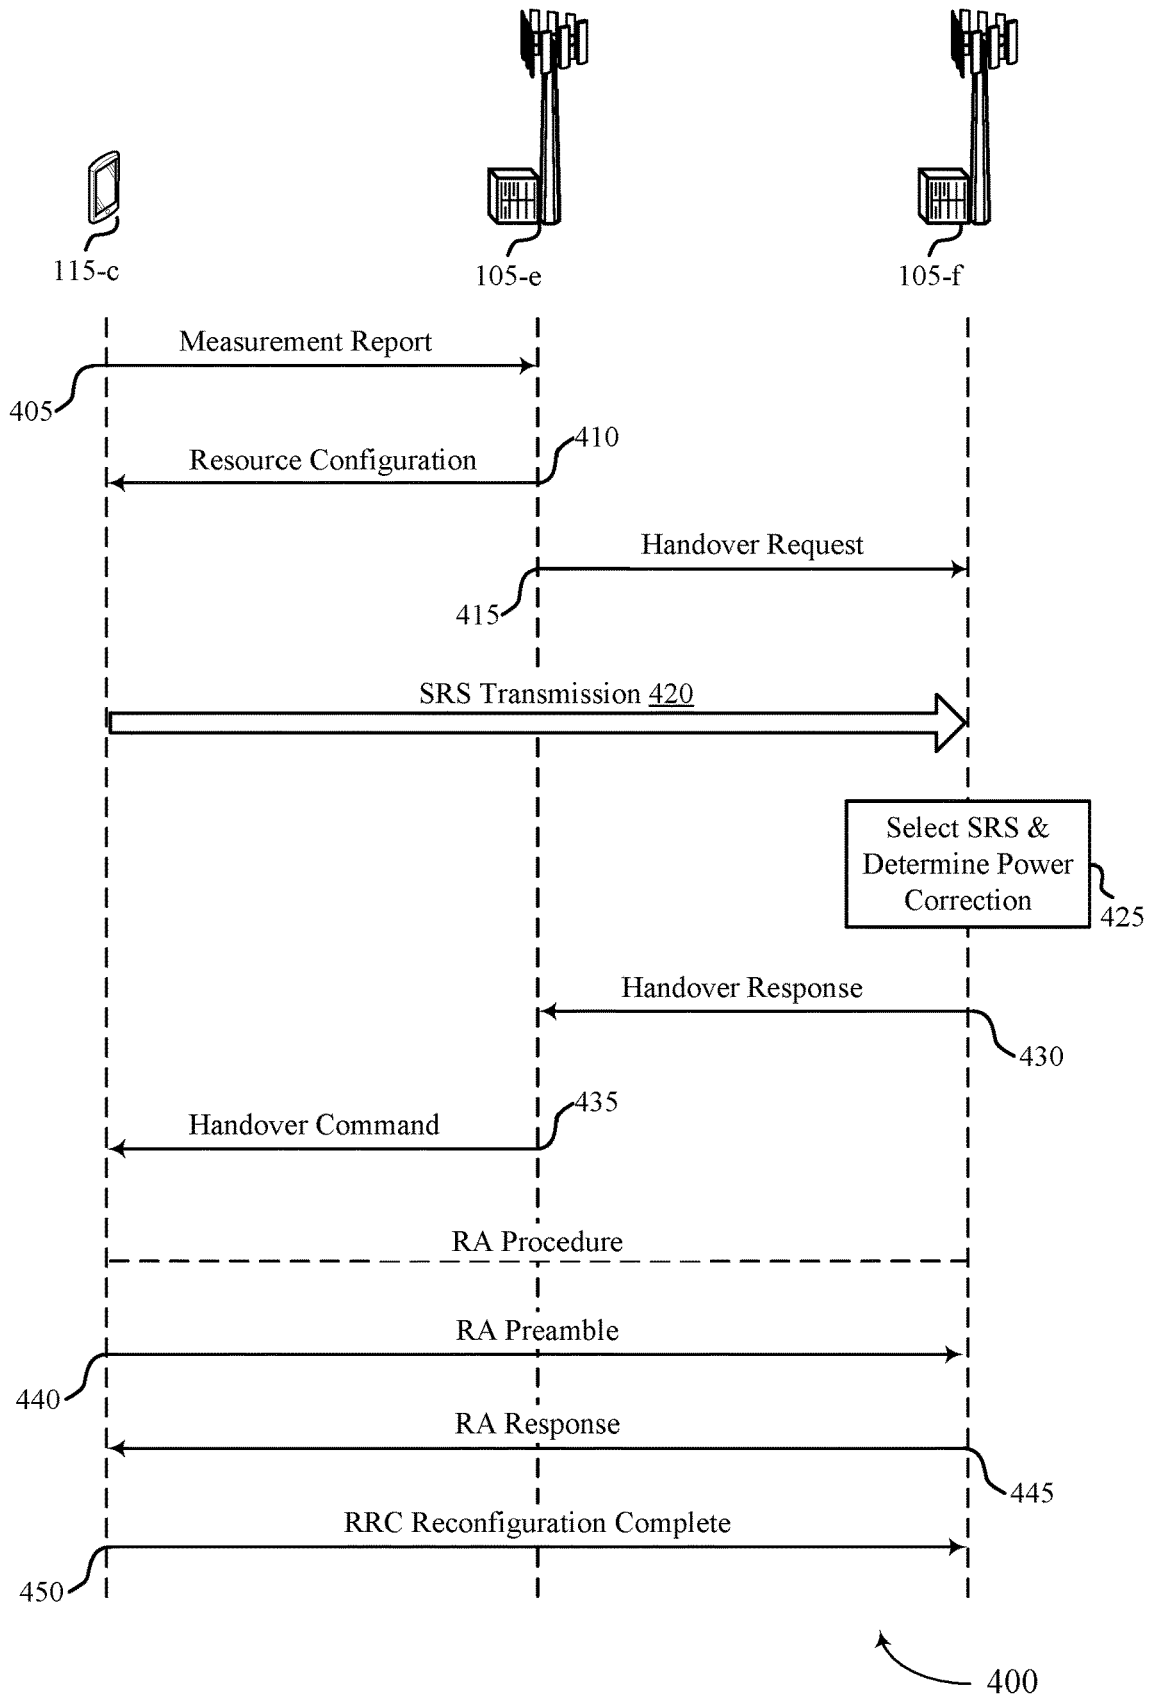 115-c
105-e
105-f
Measurement Report
405
410
Resource Configuration
Handover Request
415
SRS Transmission 420
Select SRS &
Determine Power
Correction
425
Handover Response
430
435
Handover Command
RA Procedure
RA Preamble
440
RA Response
445
RRC Reconfiguration Complete
450
400